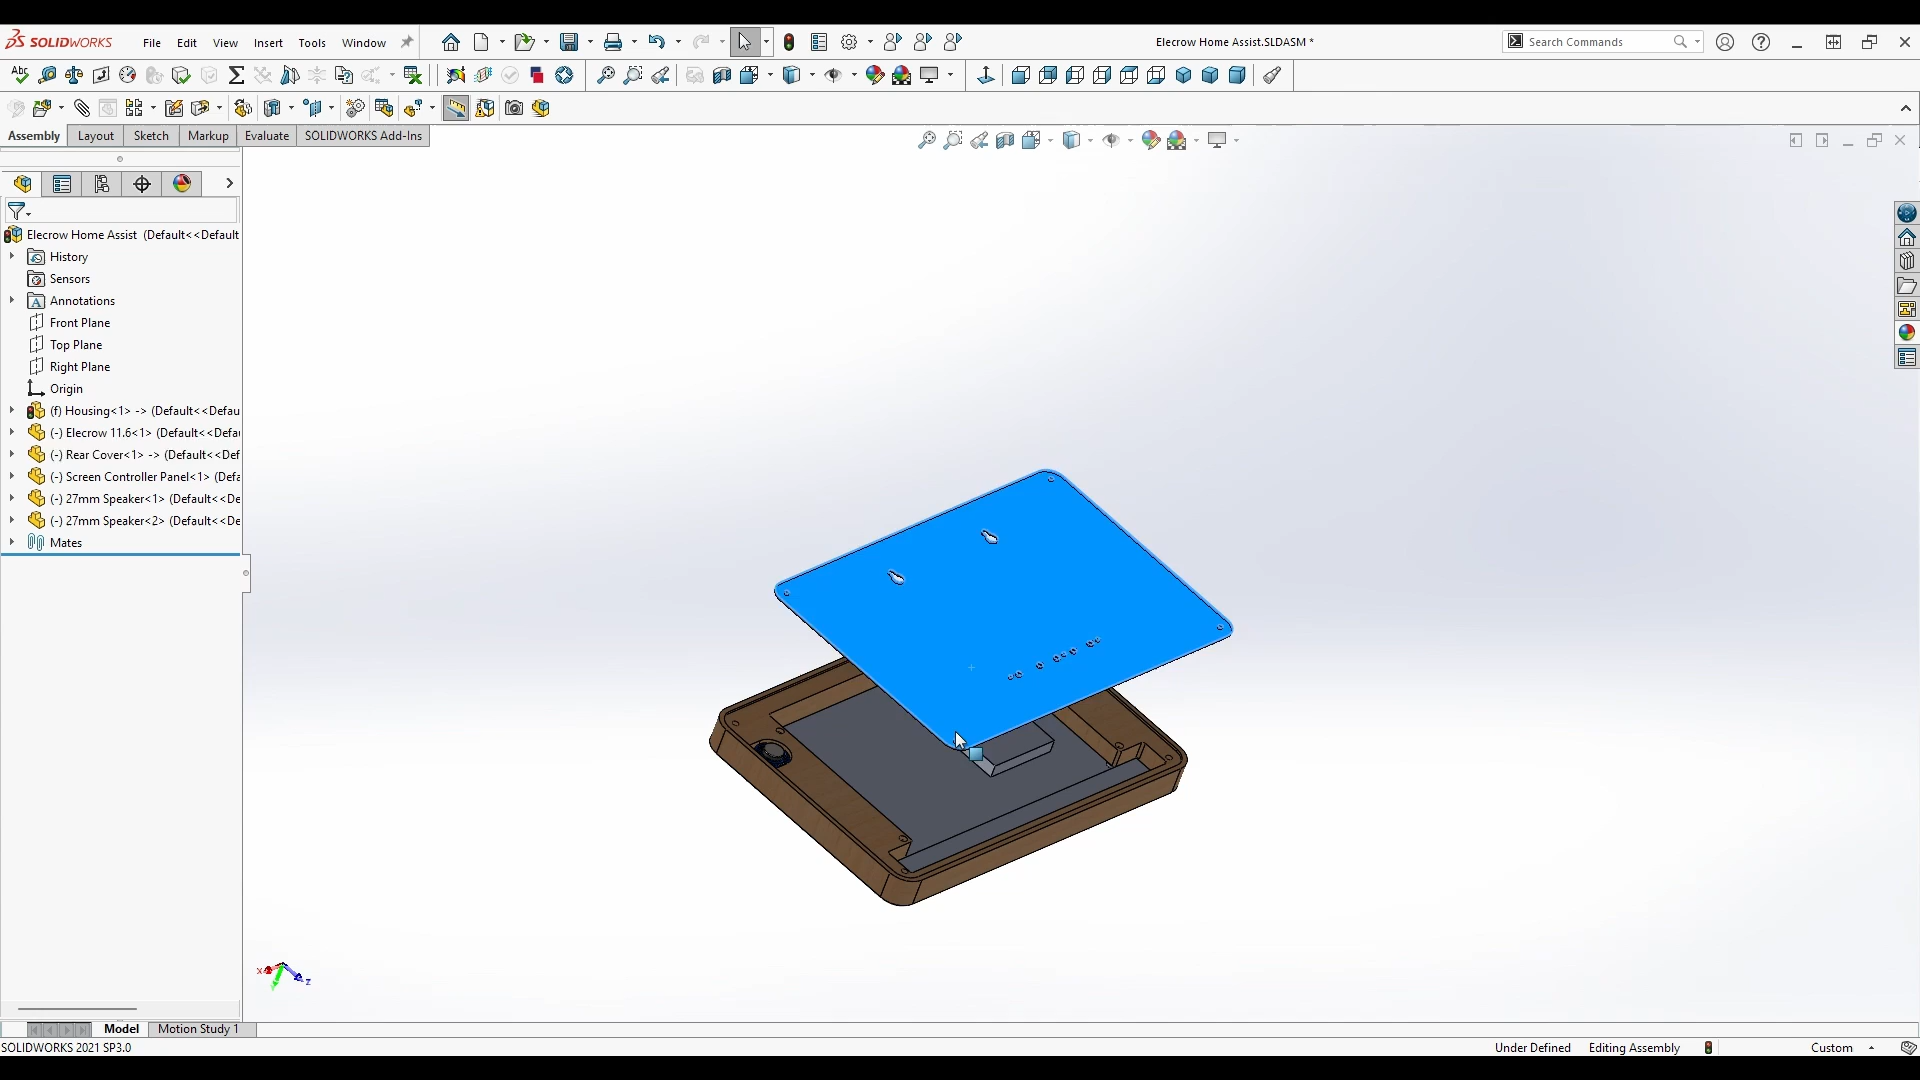 SOLIDWORKS File Edit View Insert Tools Window Elecrow Home Assist.SLDASM * Search Commands
Abc
Assembly Layout Sketch Markup Evaluate SOLIDWORKS Add-Ins
Elecrow Home Assist (Default<<Default
History
Sensors
Annotations
Front Plane
Top Plane
Right Plane
Origin
(f) Housing<1> -> (Default<<Defau
(-) Elecrow 11.6<1> (Default<<Defau
(-) Rear Cover<1> -> (Default<<Def
(-) Screen Controller Panel<1> (Defa
(-) 27mm Speaker<1> (Default<<De
(-) 27mm Speaker<2> (Default<<De
Mates
X Z
Model Motion Study 1
SOLIDWORKS 2021 SP3.0 Under Defined Editing Assembly Custom